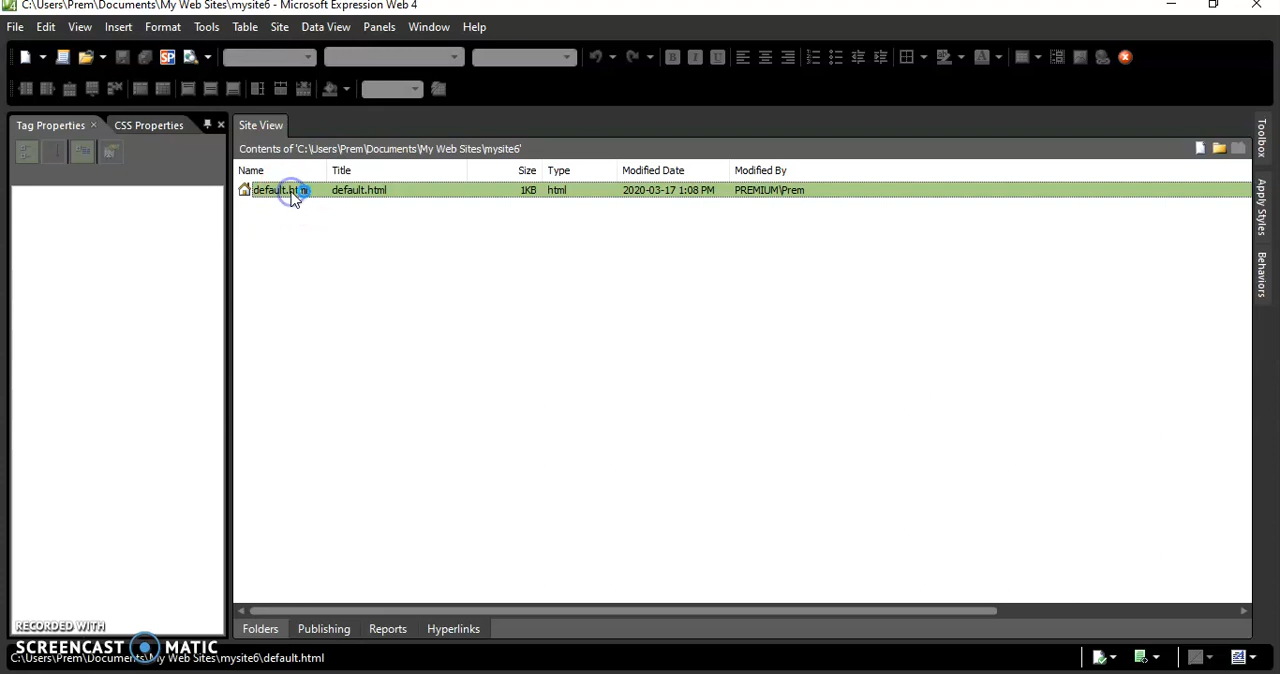 C:\Users\Prem\Documents\My Web Sites\mysite6 - Microsoft Expression Web 4
File Edit View Insert Format Tools Table Site Data View Panels Window Help
SP
B I U
A
Tag Properties × CSS Properties
Site View
Contents of 'C:\Users\Prem\Documents\My Web Sites\mysite6'
Name Title Size Type Modified Date Modified By
default.html default.html 1KB html 2020-03-17 1:08 PM PREMIUM\Prem
Toolbox
Apply Styles
Behaviors
Folders Publishing Reports Hyperlinks
RECORDED WITH
SCREENCAST MATIC
C:\Users\Prem\Documents\My Web Sites\mysite6\default.html